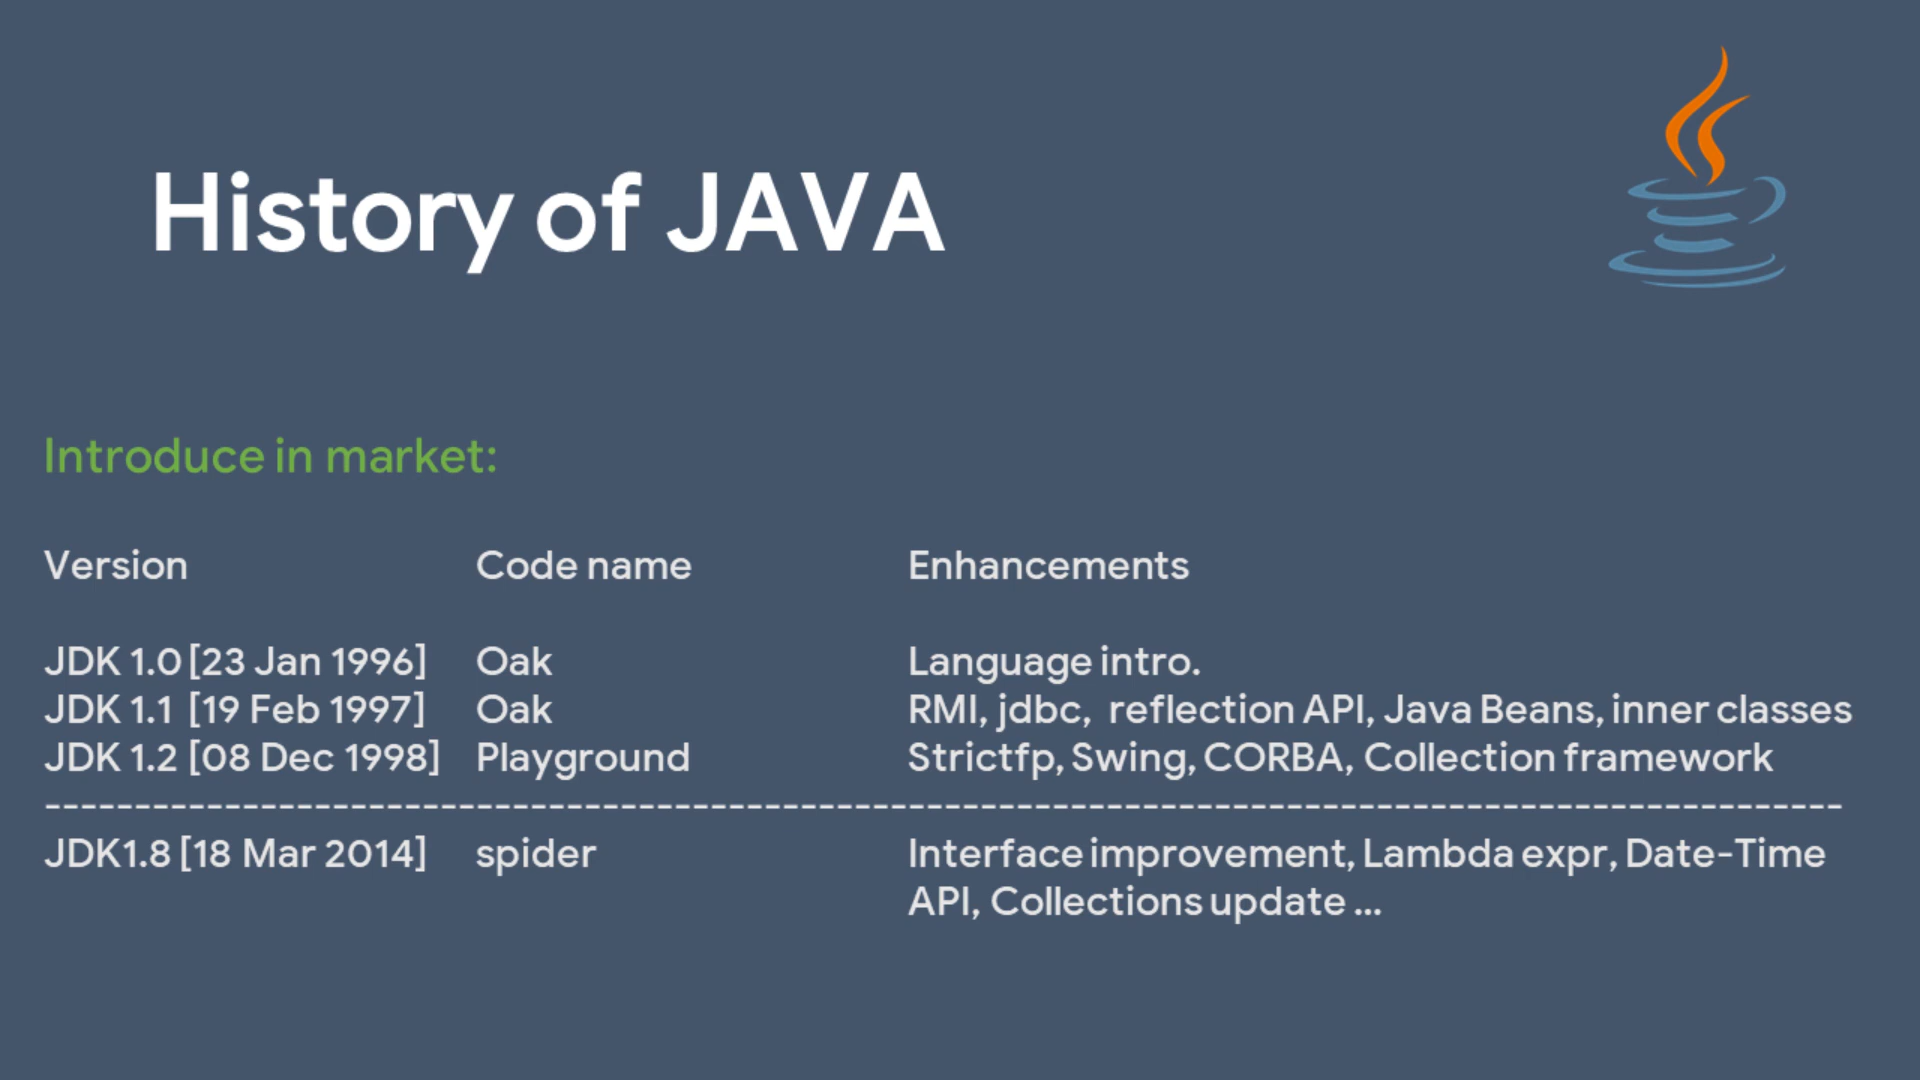 History of JAVA
Introduce in market:
Version Code name Enhancements
JDK 1.0 [23 Jan 1996] Oak Language intro.
JDK 1.1 [19 Feb 1997] Oak RMI, jdbc, reflection API, Java Beans, inner classes
JDK 1.2 [08 Dec 1998] Playground Strictfp, Swing, CORBA, Collection framework
----------------------------------------------------------------------------------------------------
JDK1.8 [18 Mar 2014] spider Interface improvement, Lambda expr, Date-Time
API, Collections update ...